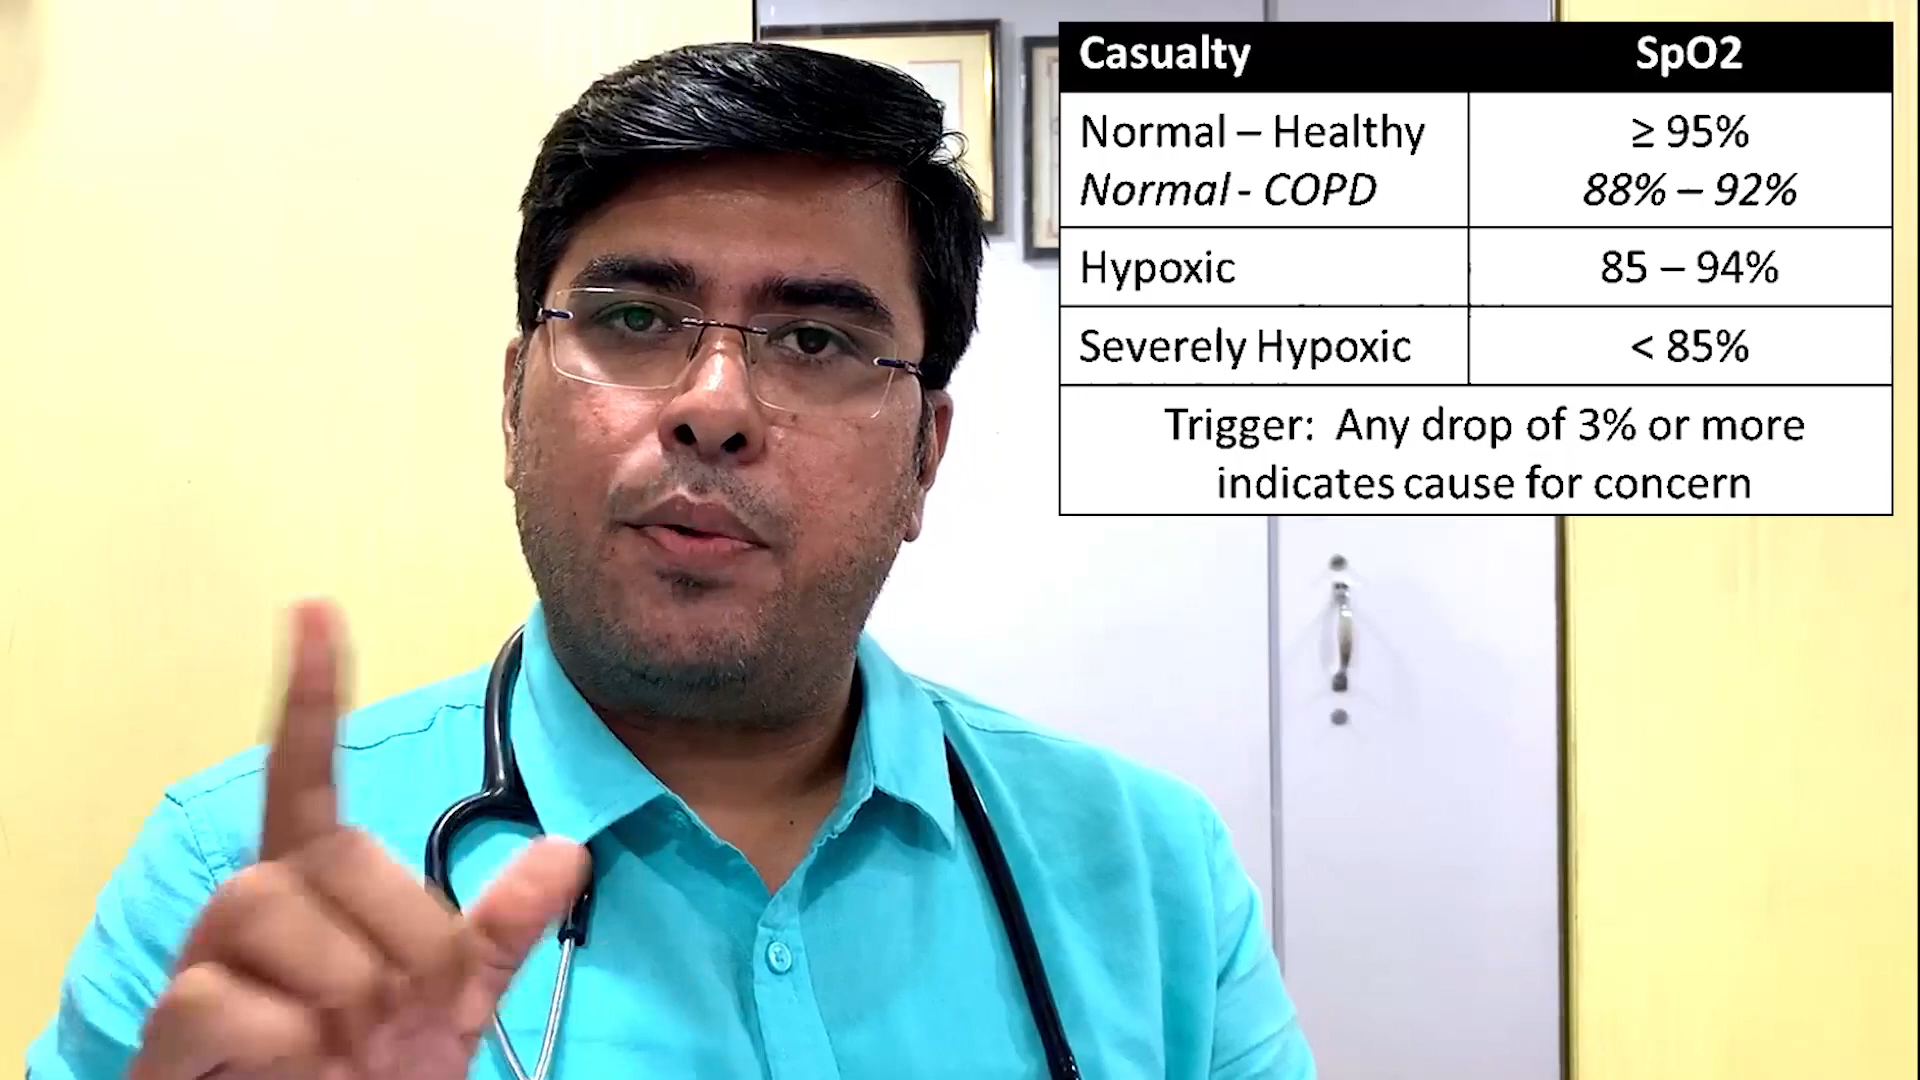 Casualty SpO2
Normal – Healthy ≥ 95%
Normal - COPD 88% – 92%
Hypoxic 85 – 94%
Severely Hypoxic < 85%
Trigger: Any drop of 3% or more
indicates cause for concern